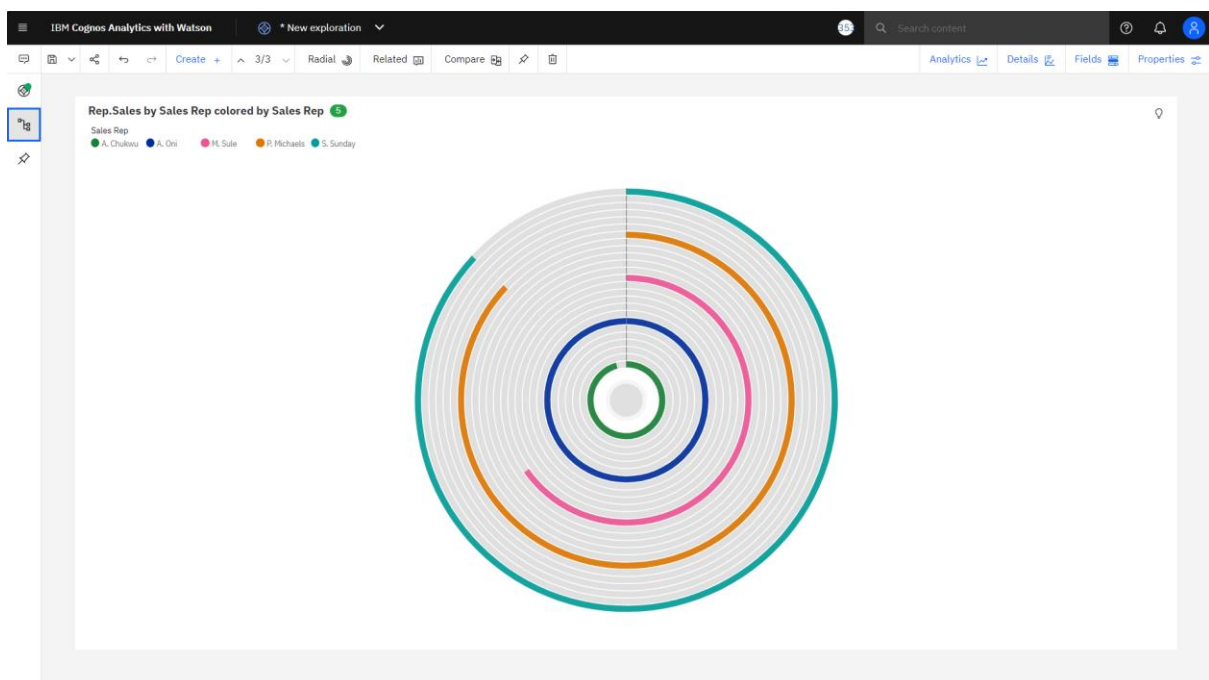 IBM Cognos Analytics with Watson
* New exploration
353
Search content
Create +
3/3
Radial
Related
Compare
Analytics
Details
Fields
Properties
Rep.Sales by Sales Rep colored by Sales Rep 5
Sales Rep
A. Chukwu A. Oni M. Sule P. Michaels S. Sunday